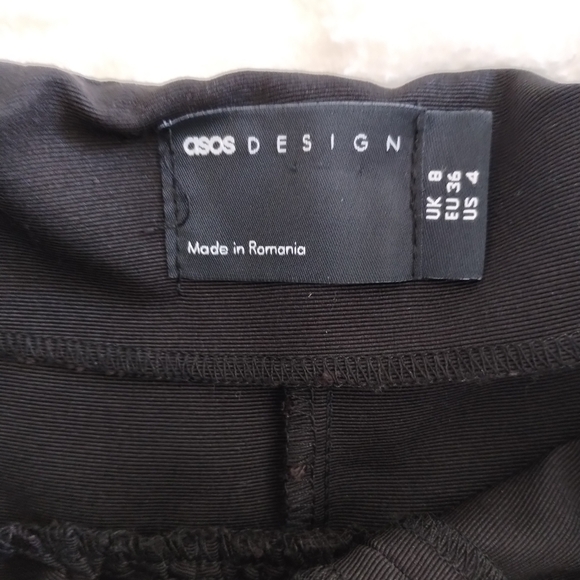 asos DESIGN
Made in Romania
UK 8
EU 36
US 4